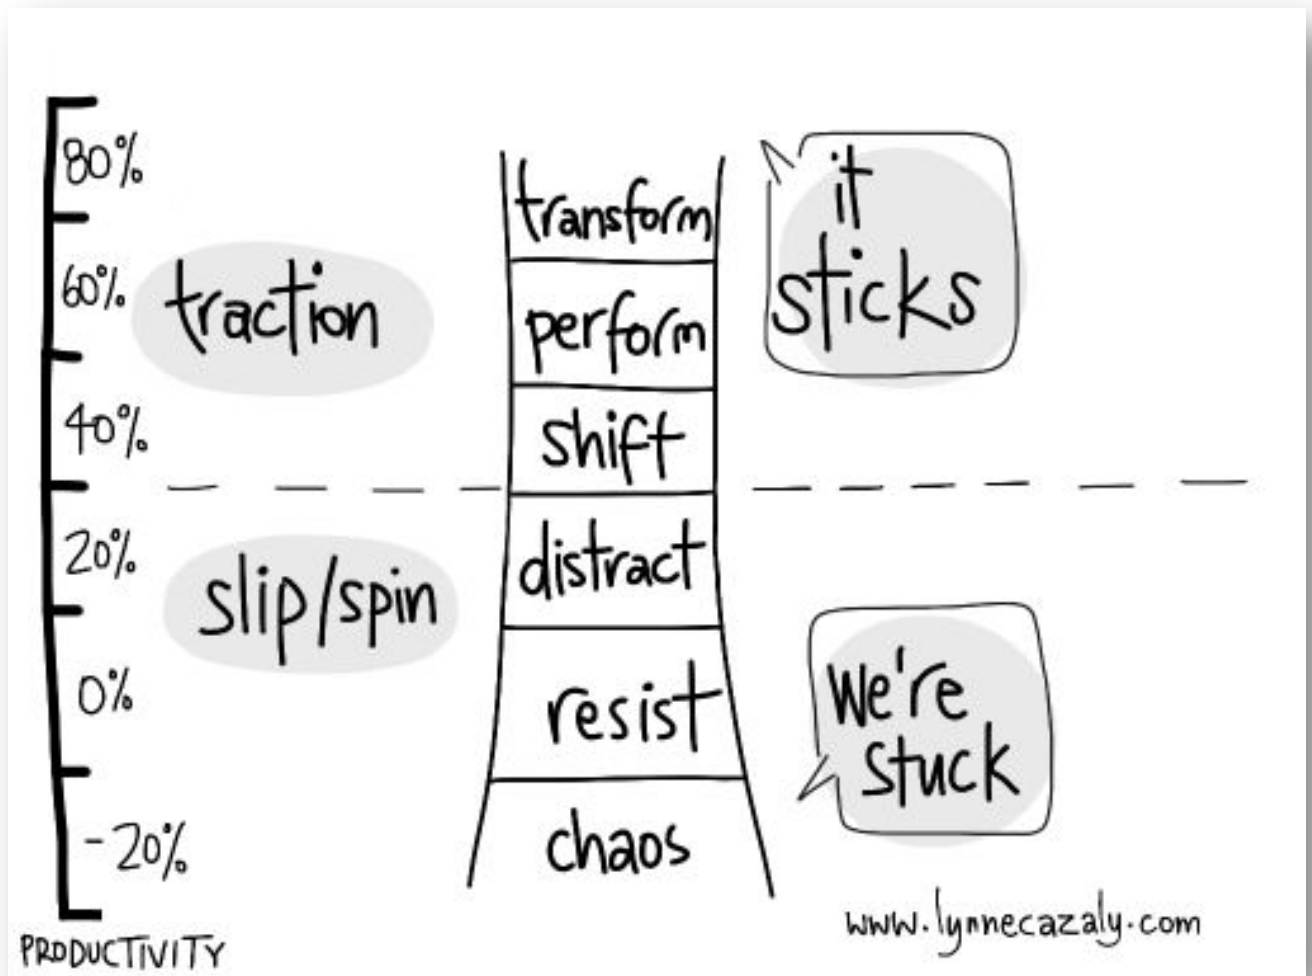 80%
60%
40%
20%
0%
-20%
PRODUCTIVITY
traction
slip/spin
transform
perform
shift
distract
resist
chaos
it
sticks
we're
stuck
www.lynnecazaly.com